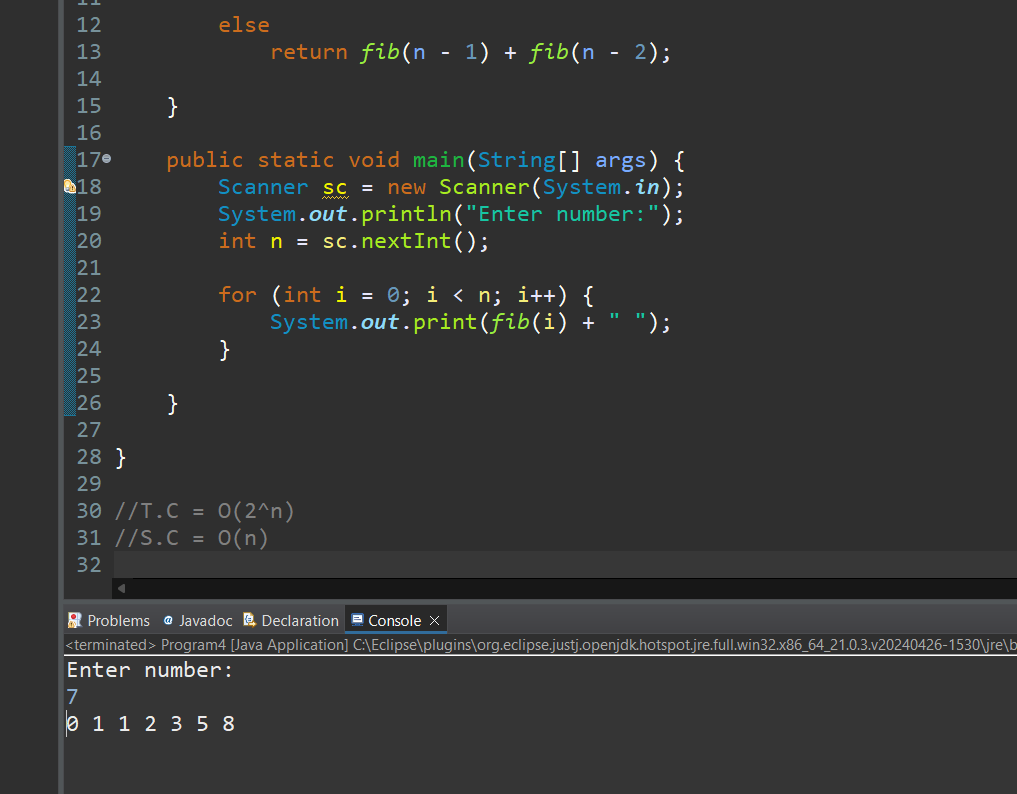 11
12 else
13 return fib(n - 1) + fib(n - 2);
14
15 }
16
17 public static void main(String[] args) {
18 Scanner sc = new Scanner(System.in);
19 System.out.println("Enter number:");
20 int n = sc.nextInt();
21
22 for (int i = 0; i < n; i++) {
23 System.out.print(fib(i) + " ");
24 }
25
26 }
27
28 }
29
30 //T.C = O(2^n)
31 //S.C = O(n)
32
Problems Javadoc Declaration Console
<terminated> Program4 [Java Application] C:\Eclipse\plugins\org.eclipse.justj.openjdk.hotspot.jre.full.win32.x86_64_21.0.3.v20240426-1530\jre\b
Enter number:
7
0 1 1 2 3 5 8